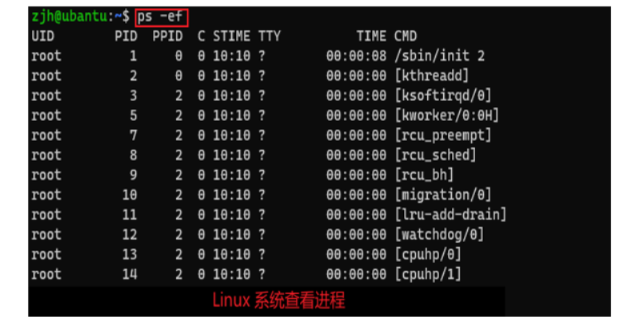 zjh@ubuntu:~$ ps -ef
UID PID PPID C STIME TTY TIME CMD
root 1 0 0 10:10 ? 00:00:08 /sbin/init 2
root 2 0 0 10:10 ? 00:00:00 [kthreadd]
root 3 2 0 10:10 ? 00:00:00 [ksoftirqd/0]
root 5 2 0 10:10 ? 00:00:00 [kworker/0:0H]
root 7 2 0 10:10 ? 00:00:00 [rcu_preempt]
root 8 2 0 10:10 ? 00:00:00 [rcu_sched]
root 9 2 0 10:10 ? 00:00:00 [rcu_bh]
root 10 2 0 10:10 ? 00:00:00 [migration/0]
root 11 2 0 10:10 ? 00:00:00 [lru-add-drain]
root 12 2 0 10:10 ? 00:00:00 [watchdog/0]
root 13 2 0 10:10 ? 00:00:00 [cpuhp/0]
root 14 2 0 10:10 ? 00:00:00 [cpuhp/1]
Linux 系统查看进程